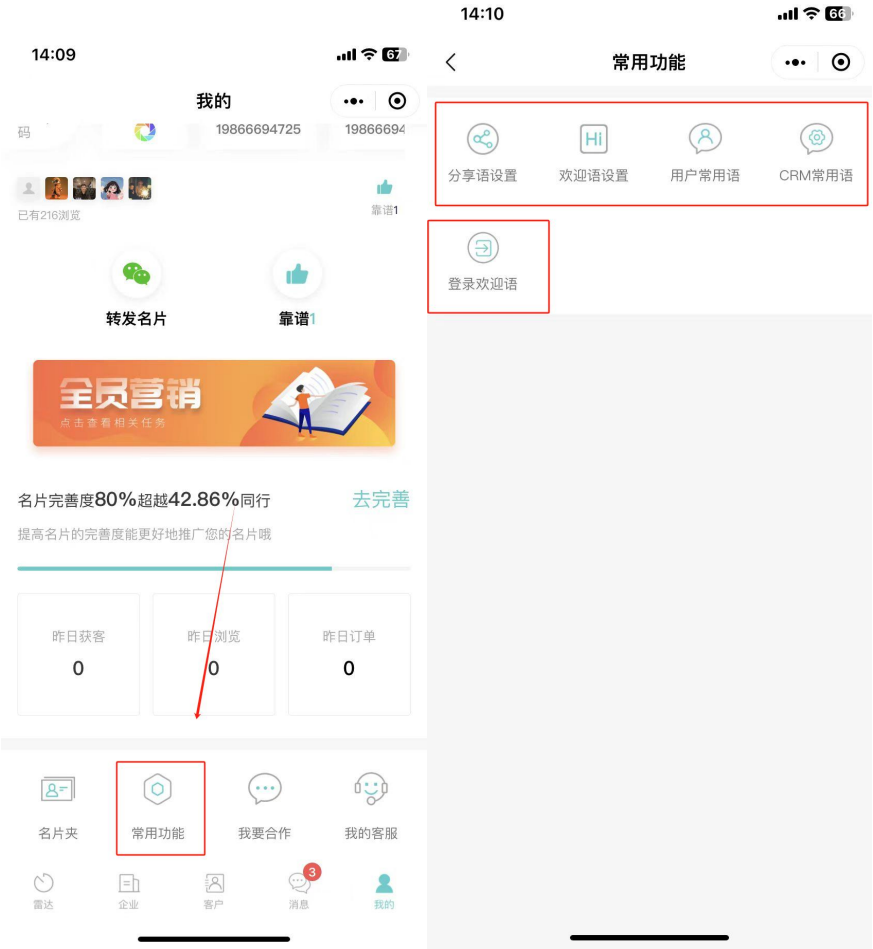 14:09
67
我的
码
19866694725
19866694
已有216浏览
靠谱1
转发名片
靠谱1
全员营销
点击查看相关任务
名片完善度80%超越42.86%同行
去完善
提高名片的完善度能更好地推广您的名片哦
昨日获客
昨日浏览
昨日订单
0
0
0
名片夹
常用功能
我要合作
我的客服
3
雷达
企业
客户
消息
我的
14:10
66
常用功能
Hi
分享语设置
欢迎语设置
用户常用语
CRM常用语
登录欢迎语